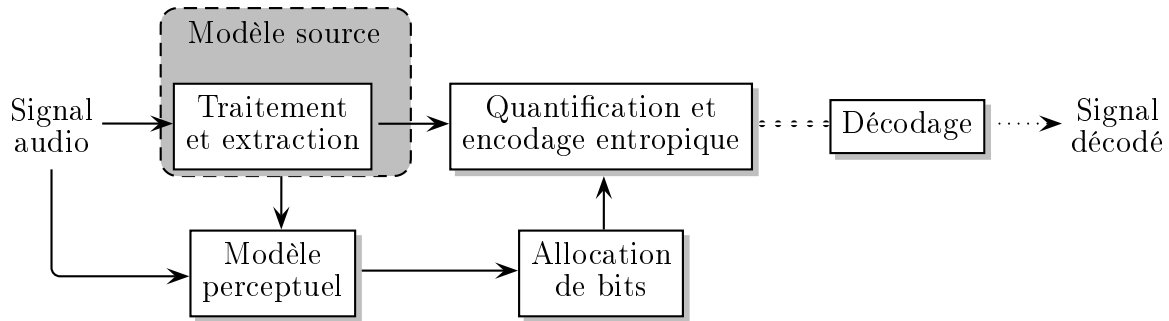 Modèle source
Signal
audio
Traitement
et extraction
Quantification et
encodage entropique
Décodage
Signal
décodé
Modèle
perceptuel
Allocation
de bits